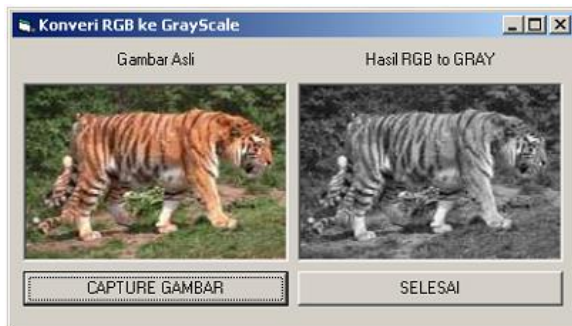 Konveri RGB ke GrayScale
Gambar Asli
Hasil RGB to GRAY
CAPTURE GAMBAR
SELESAI